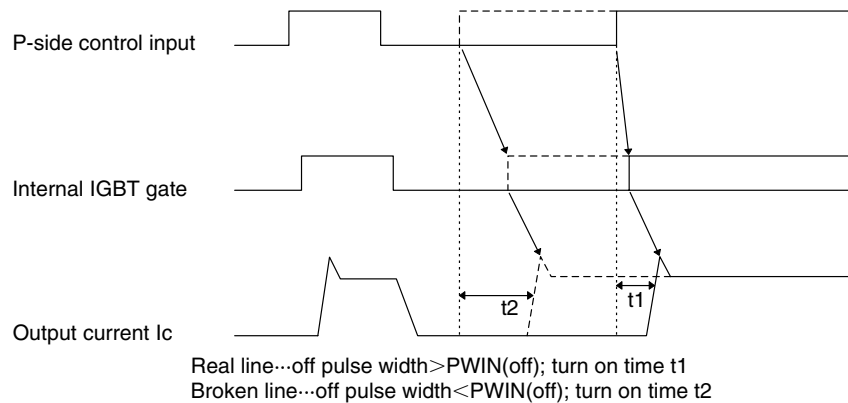 P-side control input
Internal IGBT gate
t2
t1
Output current Ic
Real line···off pulse width>PWIN(off); turn on time t1
Broken line···off pulse width<PWIN(off); turn on time t2